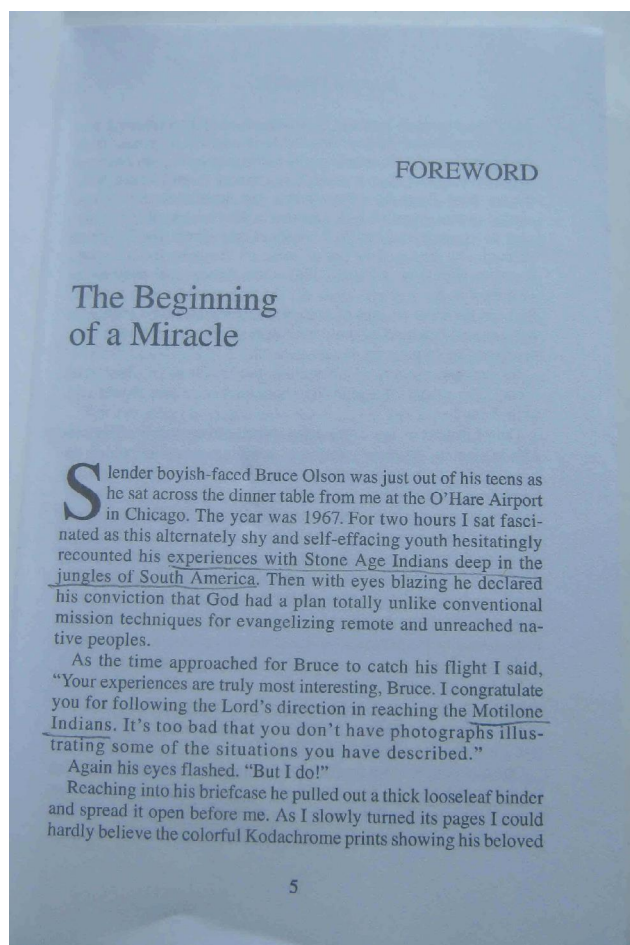 FOREWORD
The Beginning
of a Miracle
Slender boyish-faced Bruce Olson was just out of his teens as
he sat across the dinner table from me at the O'Hare Airport
in Chicago. The year was 1967. For two hours I sat fasci-
nated as this alternately shy and self-effacing youth hesitatingly
recounted his experiences with Stone Age Indians deep in the
jungles of South America. Then with eyes blazing he declared
his conviction that God had a plan totally unlike conventional
mission techniques for evangelizing remote and unreached na-
tive peoples.
As the time approached for Bruce to catch his flight I said,
"Your experiences are truly most interesting, Bruce. I congratulate
you for following the Lord's direction in reaching the Motilone
Indians. It's too bad that you don't have photographs illus-
trating some of the situations you have described."
Again his eyes flashed. "But I do!"
Reaching into his briefcase he pulled out a thick looseleaf binder
and spread it open before me. As I slowly turned its pages I could
hardly believe the colorful Kodachrome prints showing his beloved
5